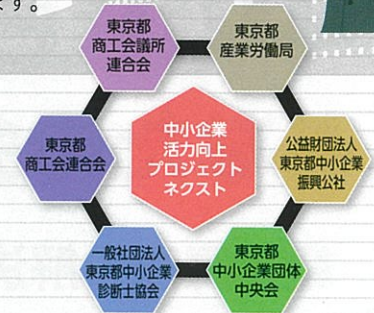 ます。
東京都
商工会議所
連合会
東京都
産業労働局
東京都
商工会連合会
中小企業
活力向上
プロジェクト
ネクスト
公益財団法人
東京都中小企業
振興公社
一般社団法人
東京都中小企業
診断士協会
東京都
中小企業団体
中央会